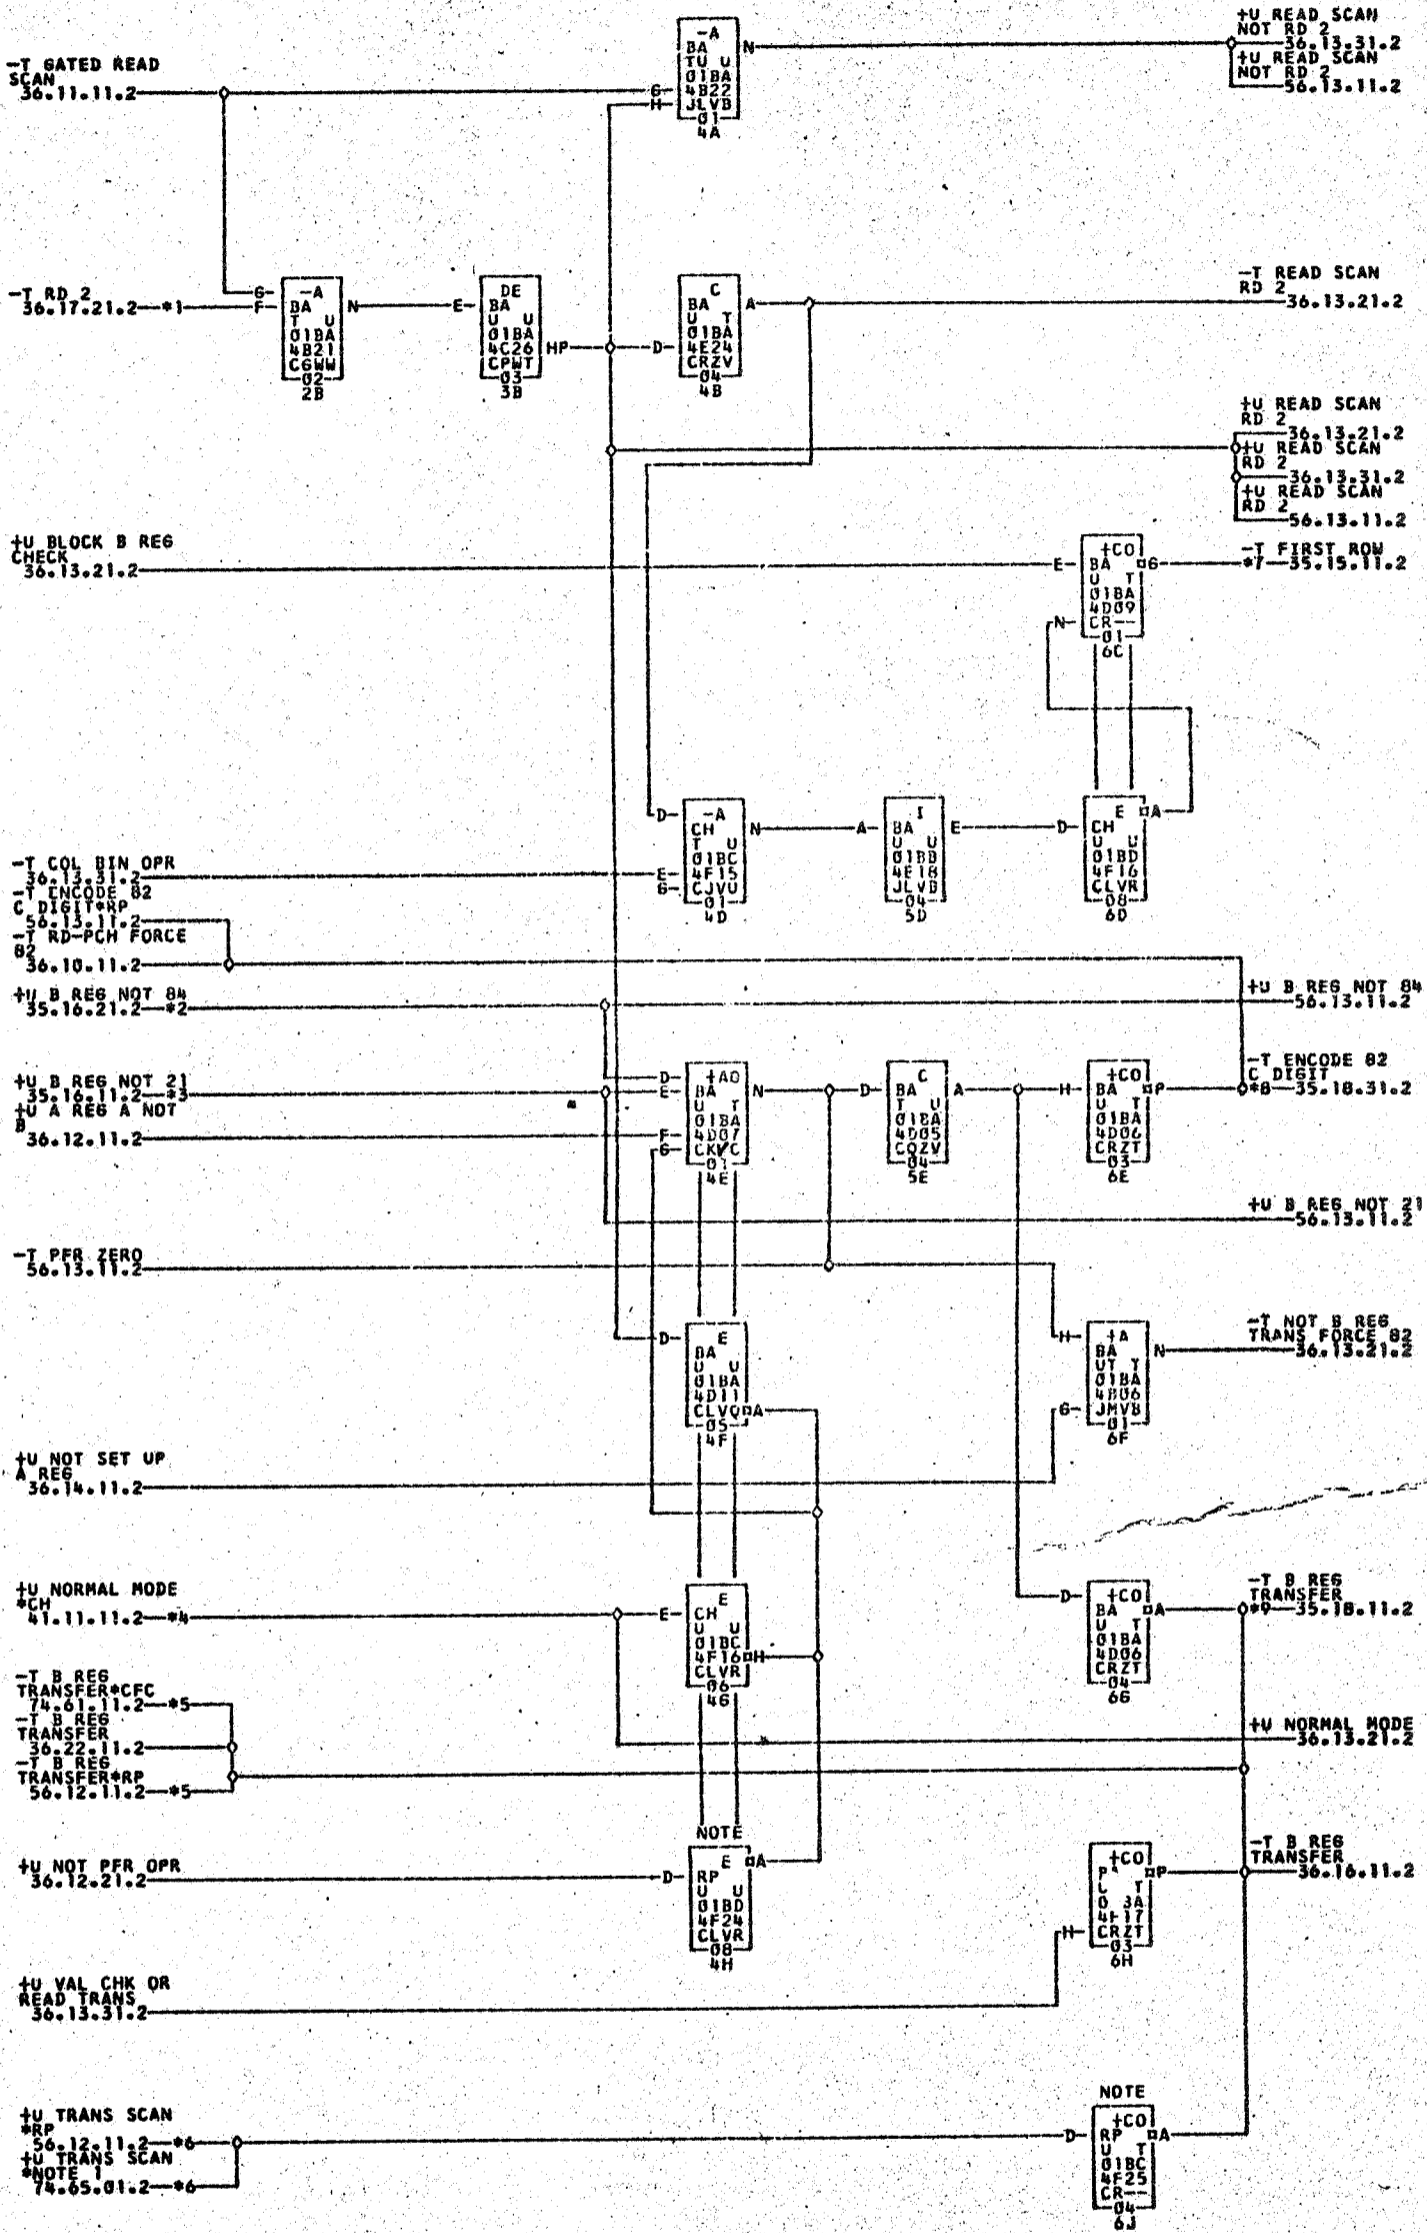 +U READ SCAN
NOT RD 2
36.13.31.2
+U READ SCAN
NOT RD 2
56.13.11.2
-T GATED READ
SCAN
36.11.11.2
G
H
-A
BA
TU U
01BA
4B22
JLVB
01
4A
N
-T RD 2
36.17.21.2—*1
G
F
-A
BA
T U
01BA
4B21
CGWW
02
2B
N
E
DE
BA
U U
01BA
4C26
CPWT
03
3B
HP
D
C
BA
U T
01BA
4E24
CRZV
04
4B
A
-T READ SCAN
RD 2
36.13.21.2
+U READ SCAN
RD 2
36.13.21.2
+U READ SCAN
RD 2
36.13.31.2
+U READ SCAN
RD 2
56.13.11.2
+U BLOCK B REG
CHECK
36.13.21.2
E
N
+CO
BA
U T
01BA
4D09
CR--
01
6C
G
-T FIRST ROW
*7—35.15.11.2
D
E
G
-A
CH
T U
01BC
4F15
CJVU
01
4D
N
A
I
BA
U U
01BB
4E18
JLVB
04
5D
E
D
E
CH
U U
01BD
4F16
CLVR
08
6D
A
-T COL BIN OPR
36.13.31.2
-T ENCODE 82
C DIGIT*RP
56.13.11.2
-T RD-PCH FORCE
82
36.10.11.2
+U B REG NOT 84
35.16.21.2—*2
+U B REG NOT 84
56.13.11.2
+U B REG NOT 21
35.16.11.2—*3
+U A REG A NOT
B
36.12.11.2
D
E
F
G
+AO
BA
U T
01BA
4D07
CKVC
01
4E
N
D
C
BA
T U
01BA
4D05
CQZV
04
5E
A
H
+CO
BA
U T
01BA
4D06
CRZT
03
6E
P
-T ENCODE 82
C DIGIT
*8—35.18.31.2
+U B REG NOT 21
56.13.11.2
-T PFR ZERO
56.13.11.2
D
E
BA
U U
01BA
4D11
CLVQ
05
4F
A
H
G
+A
BA
UT T
01BA
4B06
JMVB
01
6F
N
-T NOT B REG
TRANS FORCE 82
36.13.21.2
+U NOT SET UP
A REG
36.14.11.2
+U NORMAL MODE
*CH
41.11.11.2—*4
E
E
CH
U U
01BC
4F16
CLVR
06
4G
H
D
+CO
BA
U T
01BA
4D06
CRZT
04
6G
A
-T B REG
TRANSFER
*9—35.18.11.2
-T B REG
TRANSFER*CFC
74.61.11.2—*5
-T B REG
TRANSFER
36.22.11.2
-T B REG
TRANSFER*RP
56.12.11.2—*5
+U NORMAL MODE
36.13.21.2
+U NOT PFR OPR
36.12.21.2
NOTE
D
E
RP
U U
01BD
4F24
CLVR
08
4H
A
H
+CO
T
4F17
CRZT
03
6H
P
-T B REG
TRANSFER
36.16.11.2
+U VAL CHK OR
READ TRANS
36.13.31.2
+U TRANS SCAN
*RP
56.12.11.2—*6
+U TRANS SCAN
*NOTE 1
74.65.01.2—*6
NOTE
D
+CO
RP
U T
01BC
4F25
CR--
04
6J
A